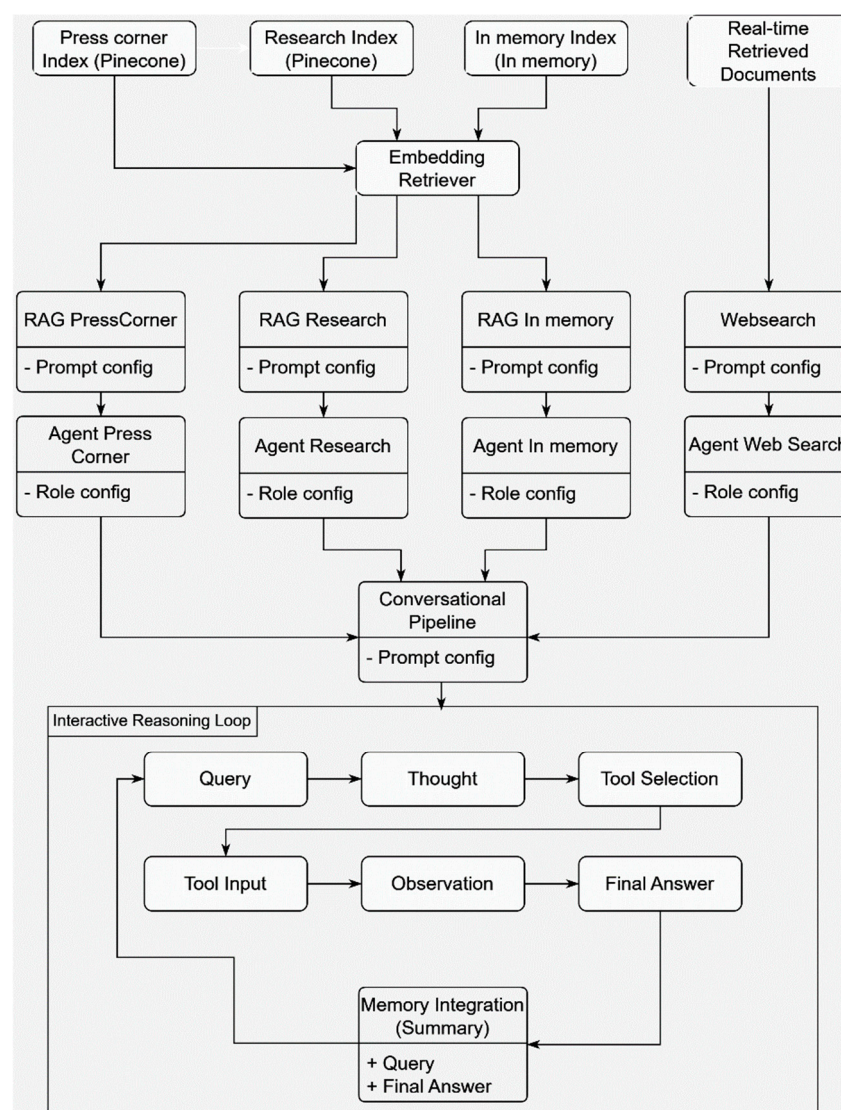 Press corner
Index (Pinecone)
Research Index
(Pinecone)
In memory Index
(In memory)
Real-time
Retrieved
Documents
Embedding
Retriever
RAG PressCorner
- Prompt config
RAG Research
- Prompt config
RAG In memory
- Prompt config
Websearch
- Prompt config
Agent Press
Corner
- Role config
Agent Research
- Role config
Agent In memory
- Role config
Agent Web Search
- Role config
Conversational
Pipeline
- Prompt config
Interactive Reasoning Loop
Query
Thought
Tool Selection
Tool Input
Observation
Final Answer
Memory Integration
(Summary)
+ Query
+ Final Answer